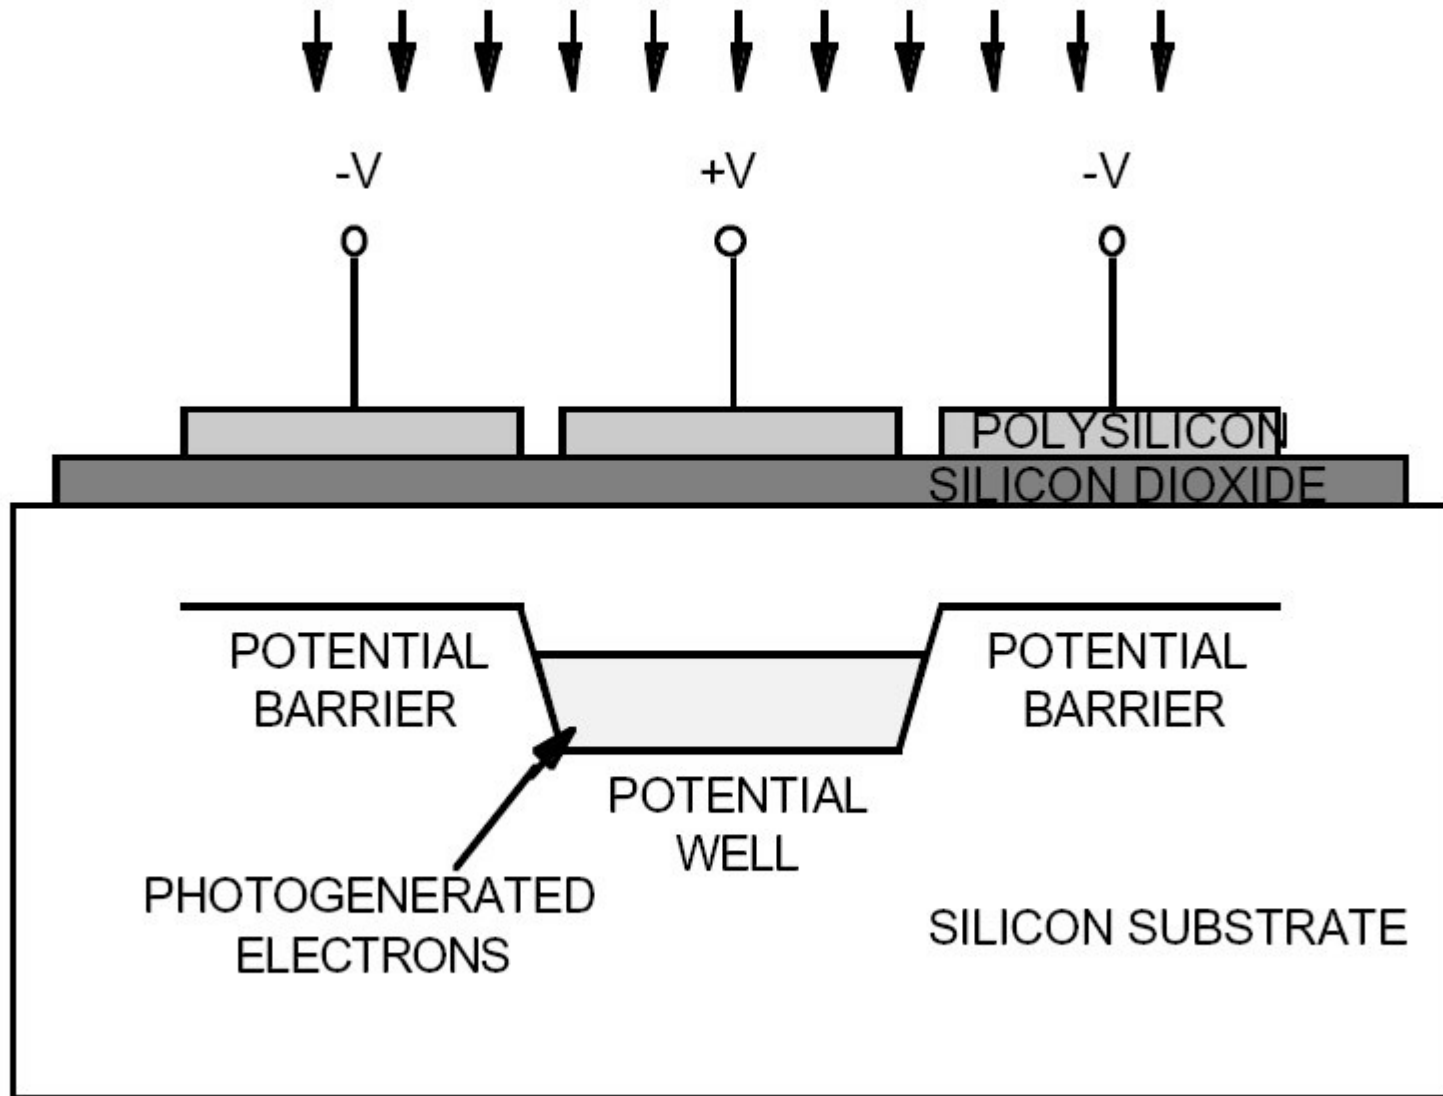 -V
+V
-V
POLYSILICON
SILICON DIOXIDE
POTENTIAL
BARRIER
POTENTIAL
BARRIER
POTENTIAL
WELL
PHOTOGENERATED
ELECTRONS
SILICON SUBSTRATE